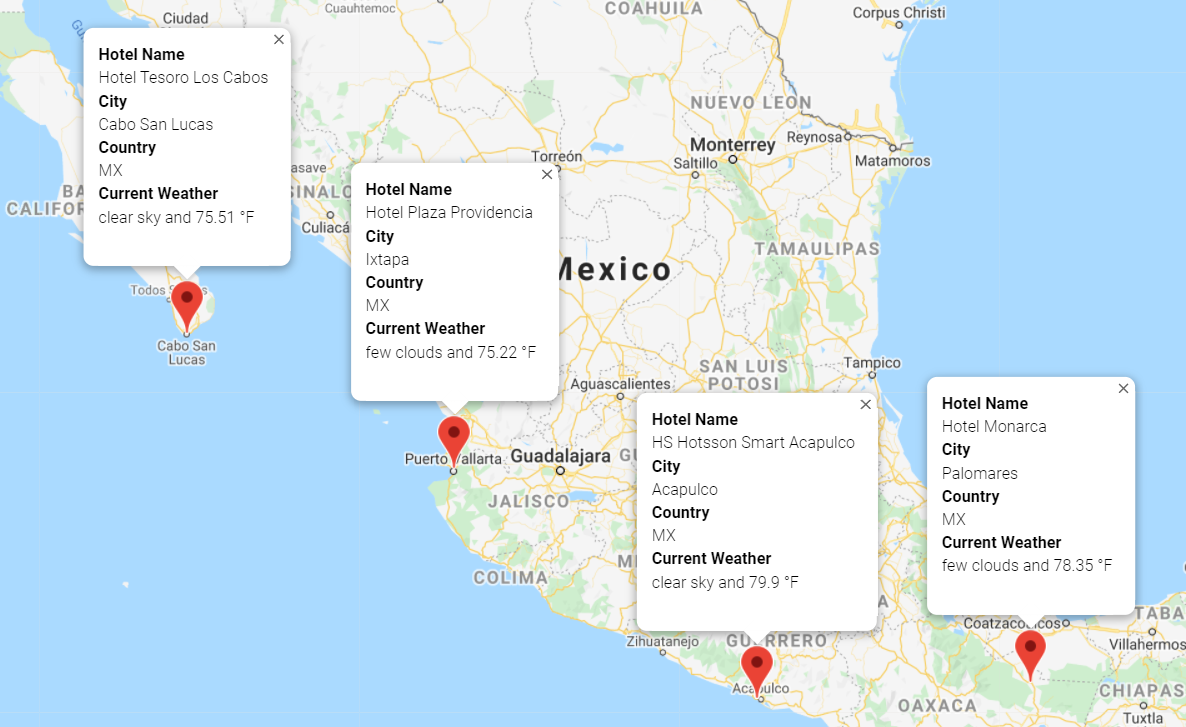 Ciudad
Cuauhtemoc
COAHUILA
Corpus Christi
Hotel Name
Hotel Tesoro Los Cabos
City
Cabo San Lucas
Country
MX
Current Weather
clear sky and 75.51 °F
NUEVO LEON
Monterrey
Reynosa
Saltillo
Matamoros
Torreón
asave
BA
SINALO
CALIFOR
Culiacá
Hotel Name
Hotel Plaza Providencia
City
Ixtapa
Country
MX
Current Weather
few clouds and 75.22 °F
TAMAULIPAS
Mexico
Todos S
s
Cabo San
Lucas
SAN LUIS
POTOSI
Tampico
Aguascalientes
Hotel Name
HS Hotsson Smart Acapulco
City
Acapulco
Country
MX
Current Weather
clear sky and 79.9 °F
Hotel Name
Hotel Monarca
City
Palomares
Country
MX
Current Weather
few clouds and 78.35 °F
Puerto Vallarta
Guadalajara
GU
JALISCO
COLIMA
MI
A
Zihuatanejo
GUERRERO
Acapulco
Coatzacoalcos
TABA
Villahermos
OAXACA
CHIAPAS
Tuxtla